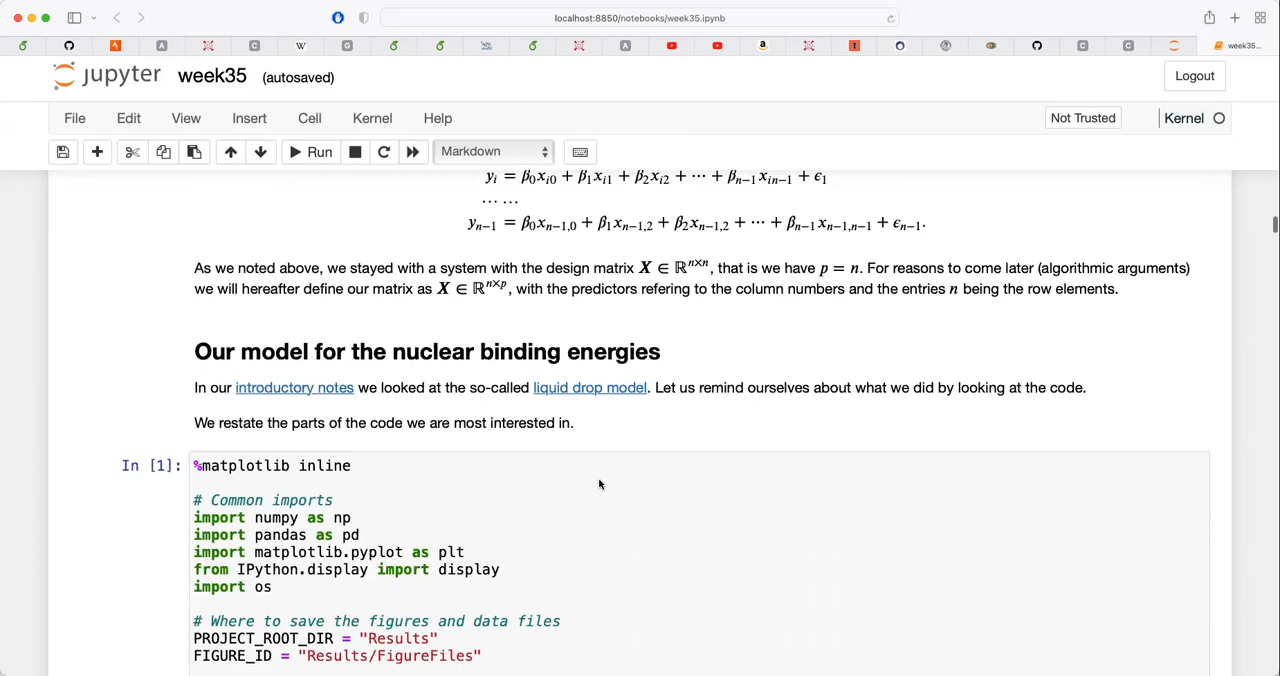 localhost:8850/notebooks/week35.ipynb
week35...
jupyter week35 (autosaved)
Logout
File Edit View Insert Cell Kernel Help
Not Trusted
Kernel
Run
Markdown
yᵢ = β₀xᵢ₀ + β₁xᵢ₁ + β₂xᵢ₂ + ⋯ + βₙ₋₁xᵢₙ₋₁ + ϵ₁
⋯ ⋯
yₙ₋₁ = β₀xₙ₋₁,₀ + β₁xₙ₋₁,₂ + β₂xₙ₋₁,₂ + ⋯ + βₙ₋₁xₙ₋₁,ₙ₋₁ + ϵₙ₋₁.
As we noted above, we stayed with a system with the design matrix X ∈ ℝⁿˣⁿ, that is we have p = n. For reasons to come later (algorithmic arguments)
we will hereafter define our matrix as X ∈ ℝⁿˣᵖ, with the predictors refering to the column numbers and the entries n being the row elements.
Our model for the nuclear binding energies
In our introductory notes we looked at the so-called liquid drop model. Let us remind ourselves about what we did by looking at the code.
We restate the parts of the code we are most interested in.
In [1]: %matplotlib inline
# Common imports
import numpy as np
import pandas as pd
import matplotlib.pyplot as plt
from IPython.display import display
import os
# Where to save the figures and data files
PROJECT_ROOT_DIR = "Results"
FIGURE_ID = "Results/FigureFiles"